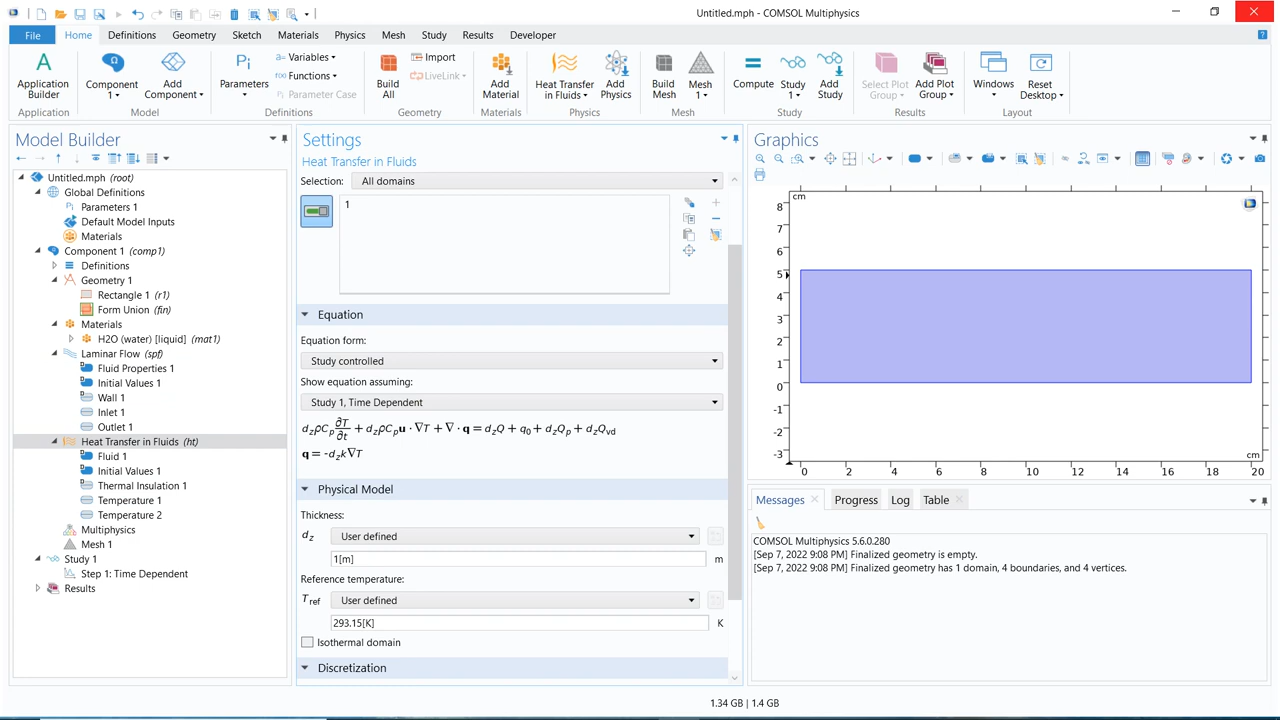 Untitled.mph - COMSOL Multiphysics
File Home Definitions Geometry Sketch Materials Physics Mesh Study Results Developer
Application Builder
Component 1
Add Component
Pi Parameters
a= Variables
f(x) Functions
Pi Parameter Case
Build All
Import
LiveLink
Add Material
Heat Transfer in Fluids
Add Physics
Build Mesh
Mesh 1
Compute
Study 1
Add Study
Select Plot Group
Add Plot Group
Windows
Reset Desktop
Application Model Definitions Geometry Materials Physics Mesh Study Results Layout
Model Builder
Untitled.mph (root)
Global Definitions
Pi Parameters 1
Default Model Inputs
Materials
Component 1 (comp1)
Definitions
Geometry 1
Rectangle 1 (r1)
Form Union (fin)
Materials
H2O (water) [liquid] (mat1)
Laminar Flow (spf)
Fluid Properties 1
Initial Values 1
Wall 1
Inlet 1
Outlet 1
Heat Transfer in Fluids (ht)
Fluid 1
Initial Values 1
Thermal Insulation 1
Temperature 1
Temperature 2
Multiphysics
Mesh 1
Study 1
Step 1: Time Dependent
Results
Settings
Heat Transfer in Fluids
Selection: All domains
1
Equation
Equation form:
Study controlled
Show equation assuming:
Study 1, Time Dependent
d_zρC_p ∂T/∂t + d_zρC_p u · ∇T + ∇ · q = d_zQ + q_0 + d_zQ_p + d_zQ_vd
q = -d_zk∇T
Physical Model
Thickness:
d_z User defined
1[m] m
Reference temperature:
T_ref User defined
293.15[K] K
Isothermal domain
Discretization
Graphics
cm
8
7
6
5
4
3
2
1
0
-1
-2
-3
0 2 4 6 8 10 12 14 16 18 20
cm
Messages Progress Log Table
COMSOL Multiphysics 5.6.0.280
[Sep 7, 2022 9:08 PM] Finalized geometry is empty.
[Sep 7, 2022 9:08 PM] Finalized geometry has 1 domain, 4 boundaries, and 4 vertices.
1.34 GB | 1.4 GB